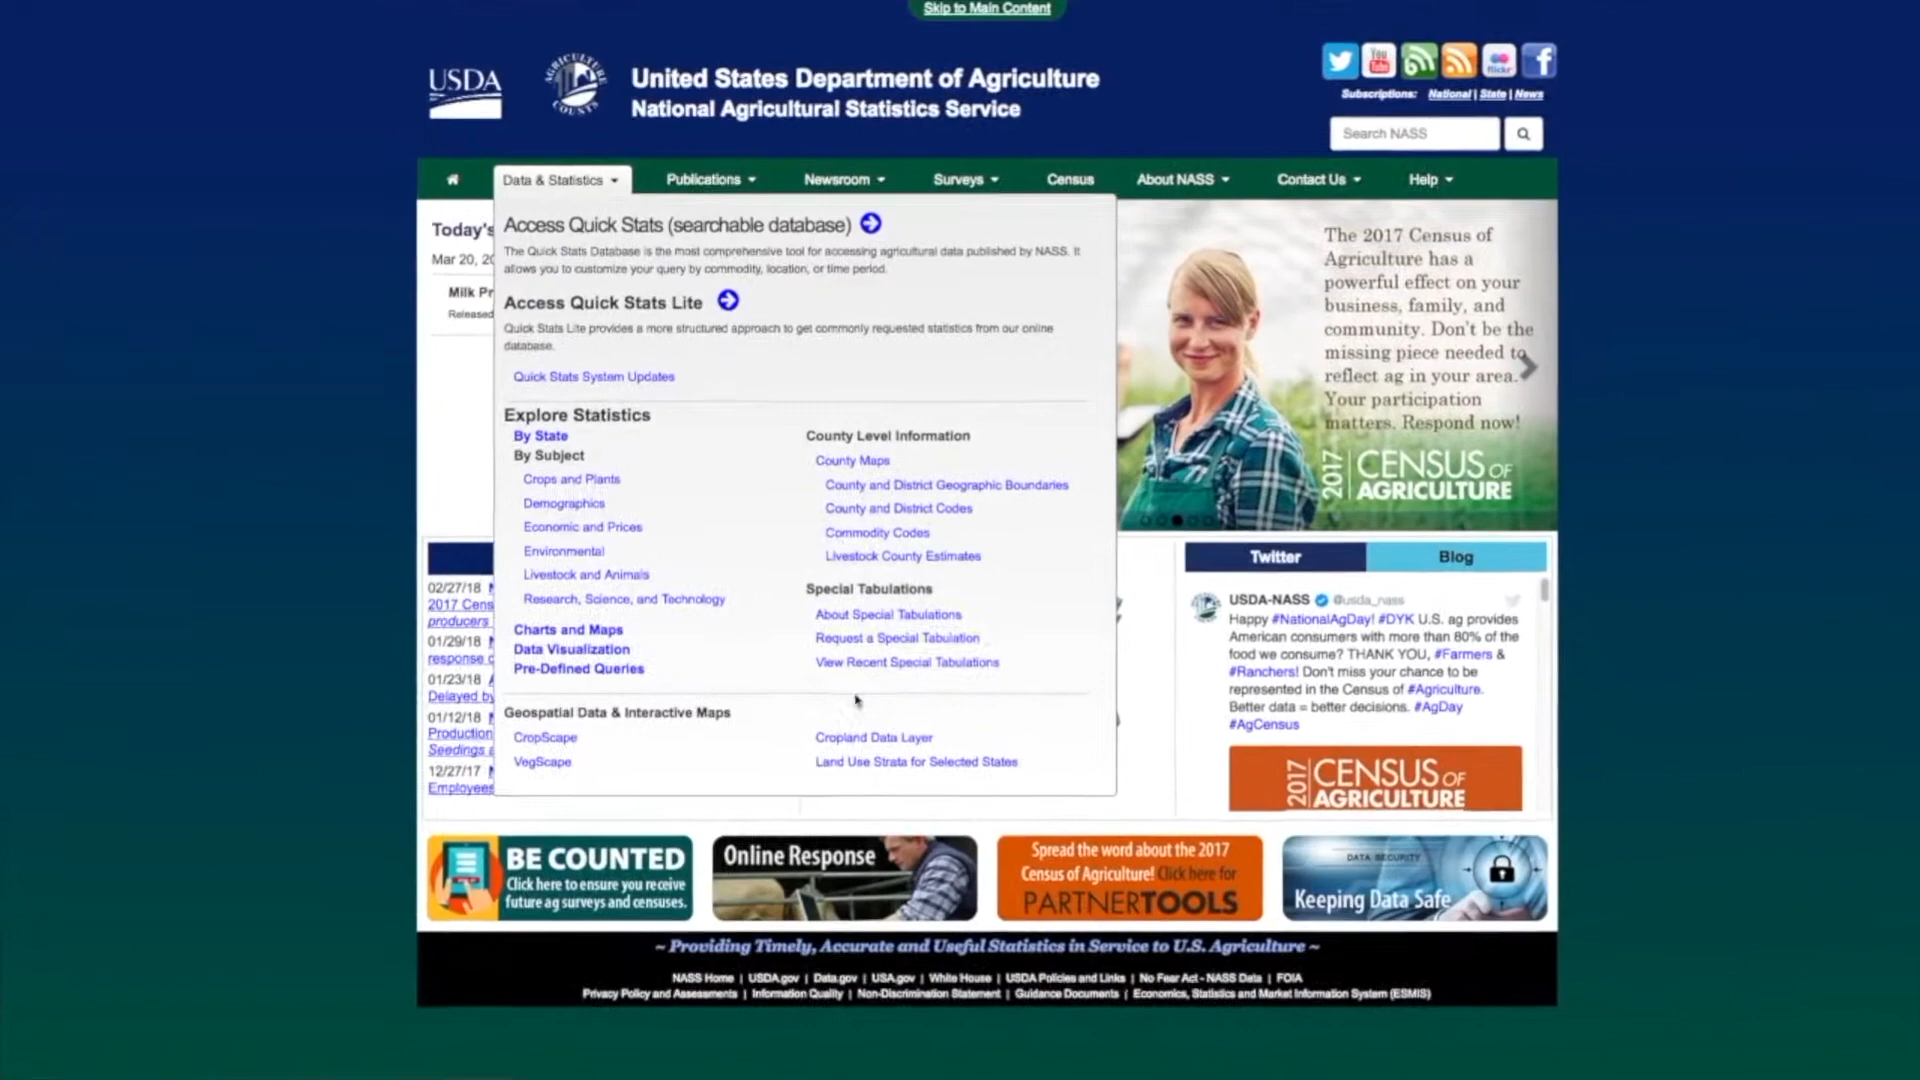 Skip to Main Content
USDA
AGRICULTURE COUNTS
United States Department of Agriculture
National Agricultural Statistics Service
You Tube
flickr
Subscriptions: National | State | News
Search NASS
Data & Statistics
Publications
Newsroom
Surveys
Census
About NASS
Contact Us
Help
Today's
Mar 20, 20
Milk Pr
Released
Access Quick Stats (searchable database)
The Quick Stats Database is the most comprehensive tool for accessing agricultural data published by NASS. It
allows you to customize your query by commodity, location, or time period.
Access Quick Stats Lite
Quick Stats Lite provides a more structured approach to get commonly requested statistics from our online
database.
Quick Stats System Updates
Explore Statistics
By State
By Subject
Crops and Plants
Demographics
Economic and Prices
Environmental
Livestock and Animals
Research, Science, and Technology
Charts and Maps
Data Visualization
Pre-Defined Queries
County Level Information
County Maps
County and District Geographic Boundaries
County and District Codes
Commodity Codes
Livestock County Estimates
Special Tabulations
About Special Tabulations
Request a Special Tabulation
View Recent Special Tabulations
Geospatial Data & Interactive Maps
CropScape
VegScape
Cropland Data Layer
Land Use Strata for Selected States
The 2017 Census of
Agriculture has a
powerful effect on your
business, family, and
community. Don't be the
missing piece needed to
reflect ag in your area.
Your participation
matters. Respond now!
2017 CENSUS OF
AGRICULTURE
02/27/18
2017 Cens
producers
01/29/18
response
01/23/18
Delayed by
01/12/18
Production
Seedings
12/27/17
Employees
Twitter
Blog
USDA-NASS @usda_nass
Happy #NationalAgDay! #DYK U.S. ag provides
American consumers with more than 80% of the
food we consume? THANK YOU, #Farmers &
#Ranchers! Don't miss your chance to be
represented in the Census of #Agriculture.
Better data = better decisions. #AgDay
#AgCensus
2017 CENSUS OF
AGRICULTURE
BE COUNTED
Click here to ensure you receive
future ag surveys and censuses.
Online Response
Spread the word about the 2017
Census of Agriculture! Click here for
PARTNERTOOLS
DATA SECURITY
Keeping Data Safe
~ Providing Timely, Accurate and Useful Statistics in Service to U.S. Agriculture ~
NASS Home | USDA.gov | Data.gov | USA.gov | White House | USDA Policies and Links | No Fear Act - NASS Data | FOIA
Privacy Policy and Assessments | Information Quality | Non-Discrimination Statement | Guidance Documents | Economics, Statistics and Market Information System (ESMIS)